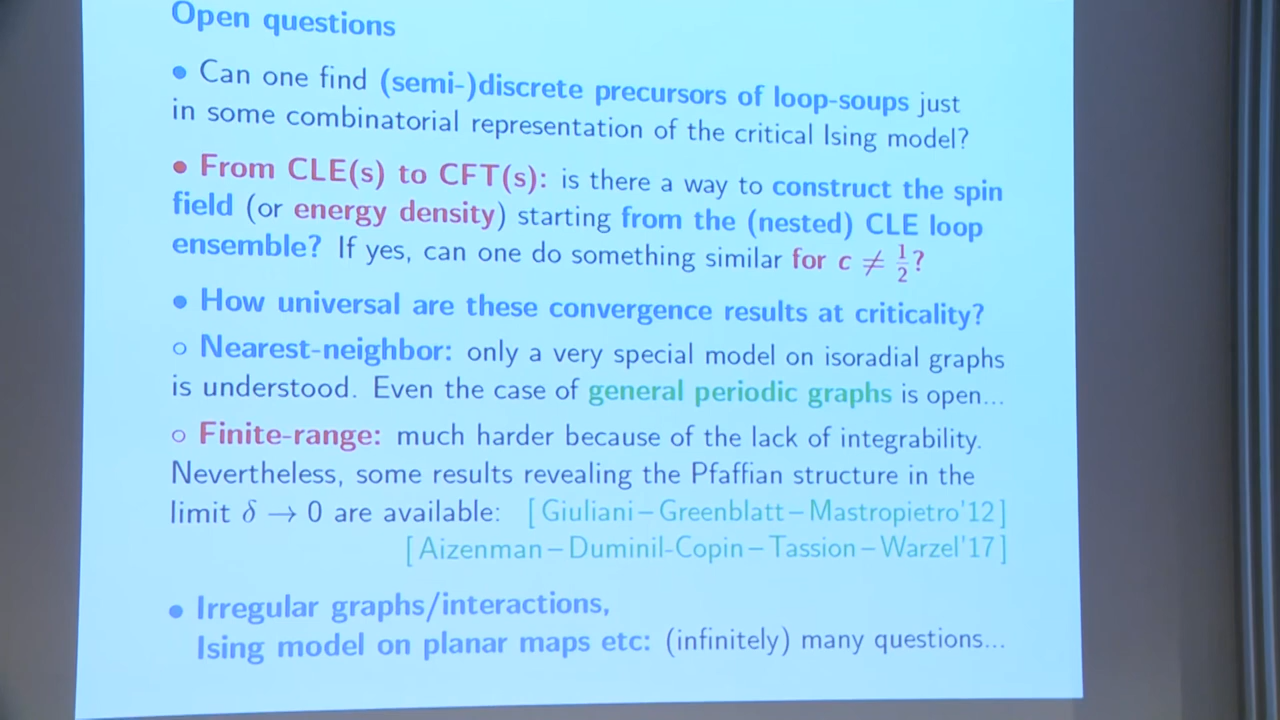 Open questions
• Can one find (semi-)discrete precursors of loop-soups just
in some combinatorial representation of the critical Ising model?
• From CLE(s) to CFT(s): is there a way to construct the spin
field (or energy density) starting from the (nested) CLE loop
ensemble? If yes, can one do something similar for c ≠ 1/2?
• How universal are these convergence results at criticality?
○ Nearest-neighbor: only a very special model on isoradial graphs
is understood. Even the case of general periodic graphs is open...
○ Finite-range: much harder because of the lack of integrability.
Nevertheless, some results revealing the Pfaffian structure in the
limit δ → 0 are available: [Giuliani–Greenblatt–Mastropietro'12]
[Aizenman–Duminil-Copin–Tassion–Warzel'17]
• Irregular graphs/interactions,
Ising model on planar maps etc: (infinitely) many questions...